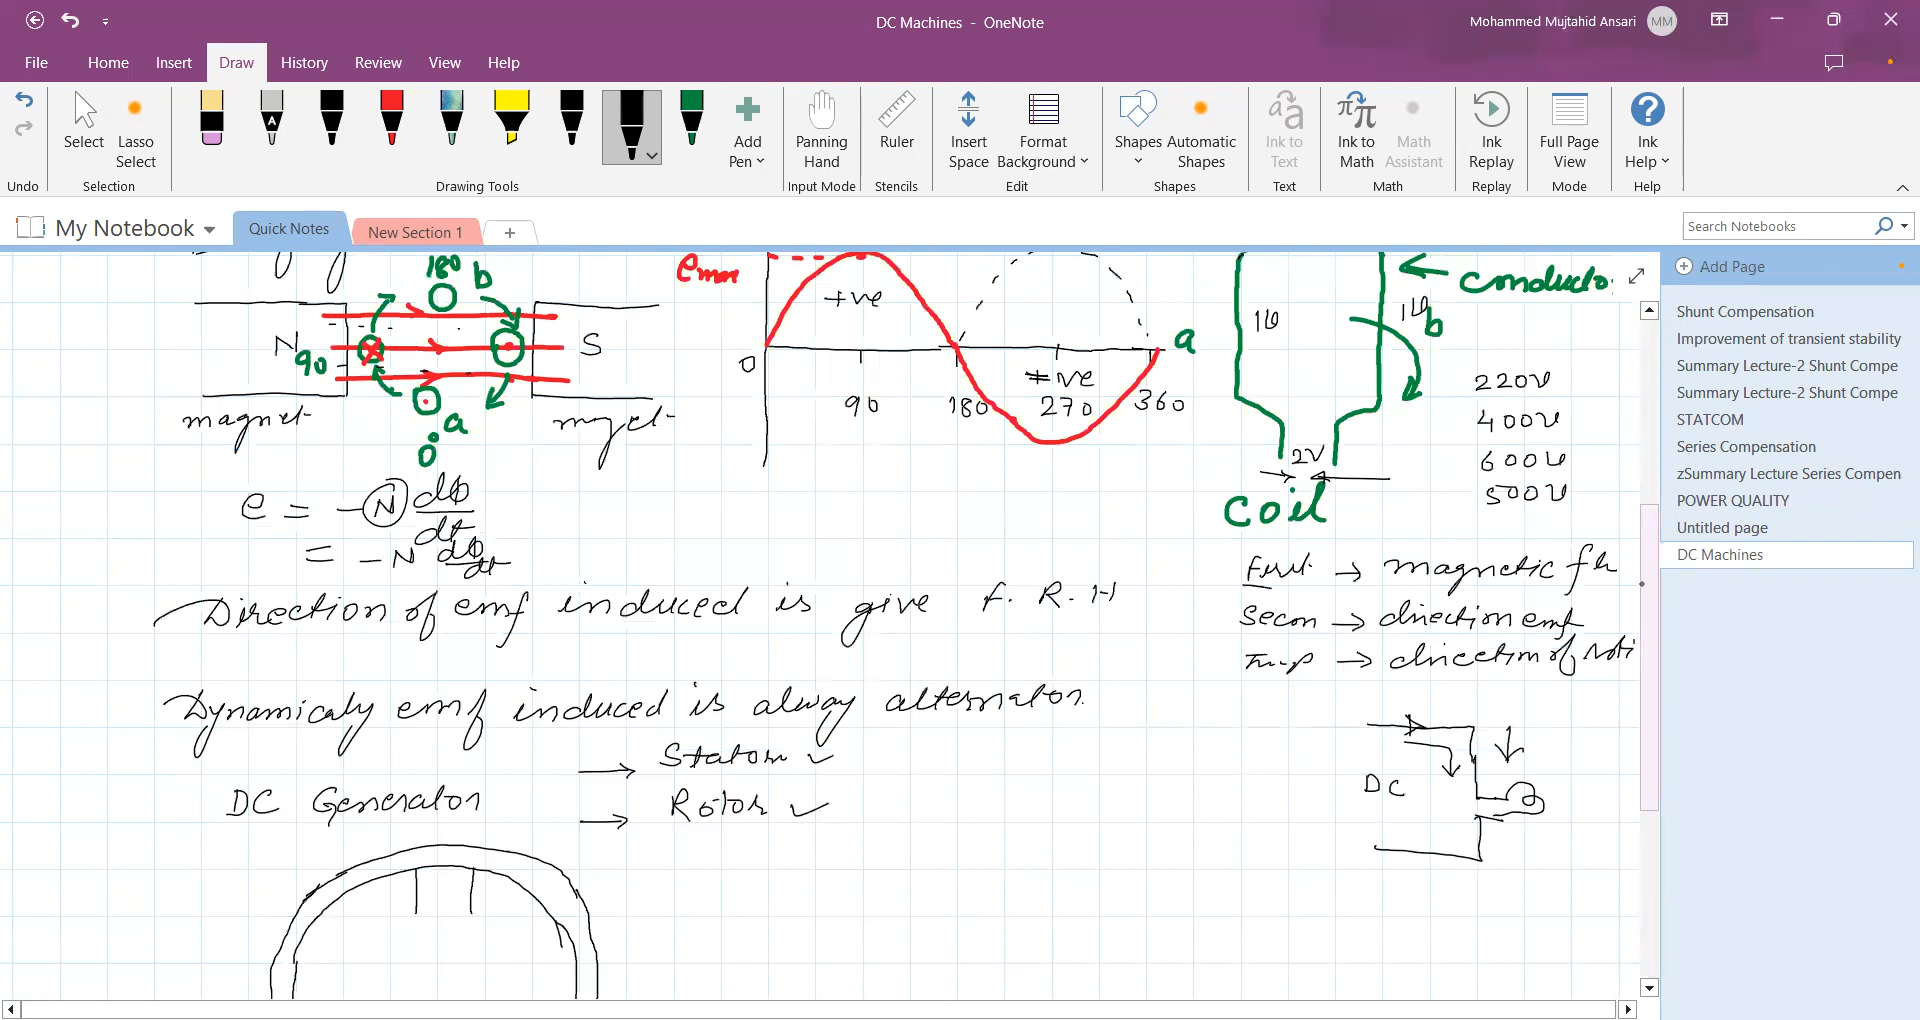 DC Machines - OneNote
Mohammed Mujtahid Ansari
MM
File Home Insert Draw History Review View Help
Select
Lasso Select
Add Pen
Panning Hand
Ruler
Insert Space
Format Background
Shapes
Automatic Shapes
Ink to Text
Ink to Math
Math Assistant
Ink Replay
Full Page View
Ink Help
Undo Selection Drawing Tools Input Mode Stencils Edit Shapes Text Math Replay Mode Help
My Notebook
Quick Notes
New Section 1
Search Notebooks
Add Page
Shunt Compensation
Improvement of transient stability
Summary Lecture-2 Shunt Compe
Summary Lecture-2 Shunt Compe
STATCOM
Series Compensation
zSummary Lecture Series Compen
POWER QUALITY
Untitled page
DC Machines
180 b
N
90
S
magnet
a
0°
+ve
0
90
180
270
360
a
conducto
b
2V
Coil
220V
400V
600V
500V
e = -N dϕ/dt
= -N dϕ/dt
Direction of emf induced is give F. R. H
First → magnetic
Secon → direction emf
→ direction of
Dynamicaly emf induced is alway alternator.
DC Generator
→ Stator ✓
→ Rotor ✓
DC